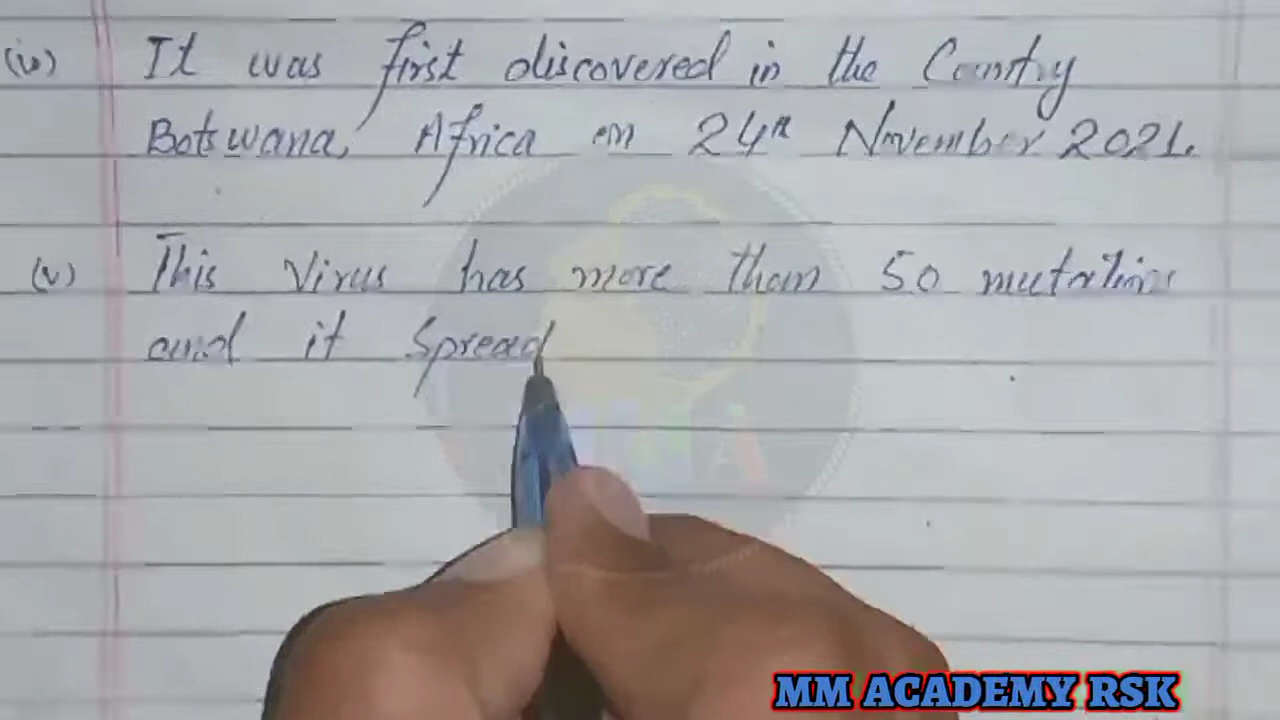 (iv) It was first discovered in the Country
Botswana, Africa on 24th November 2021.
(v) This Virus has more than 50 mutations
and it Spread
MM ACADEMY RSK